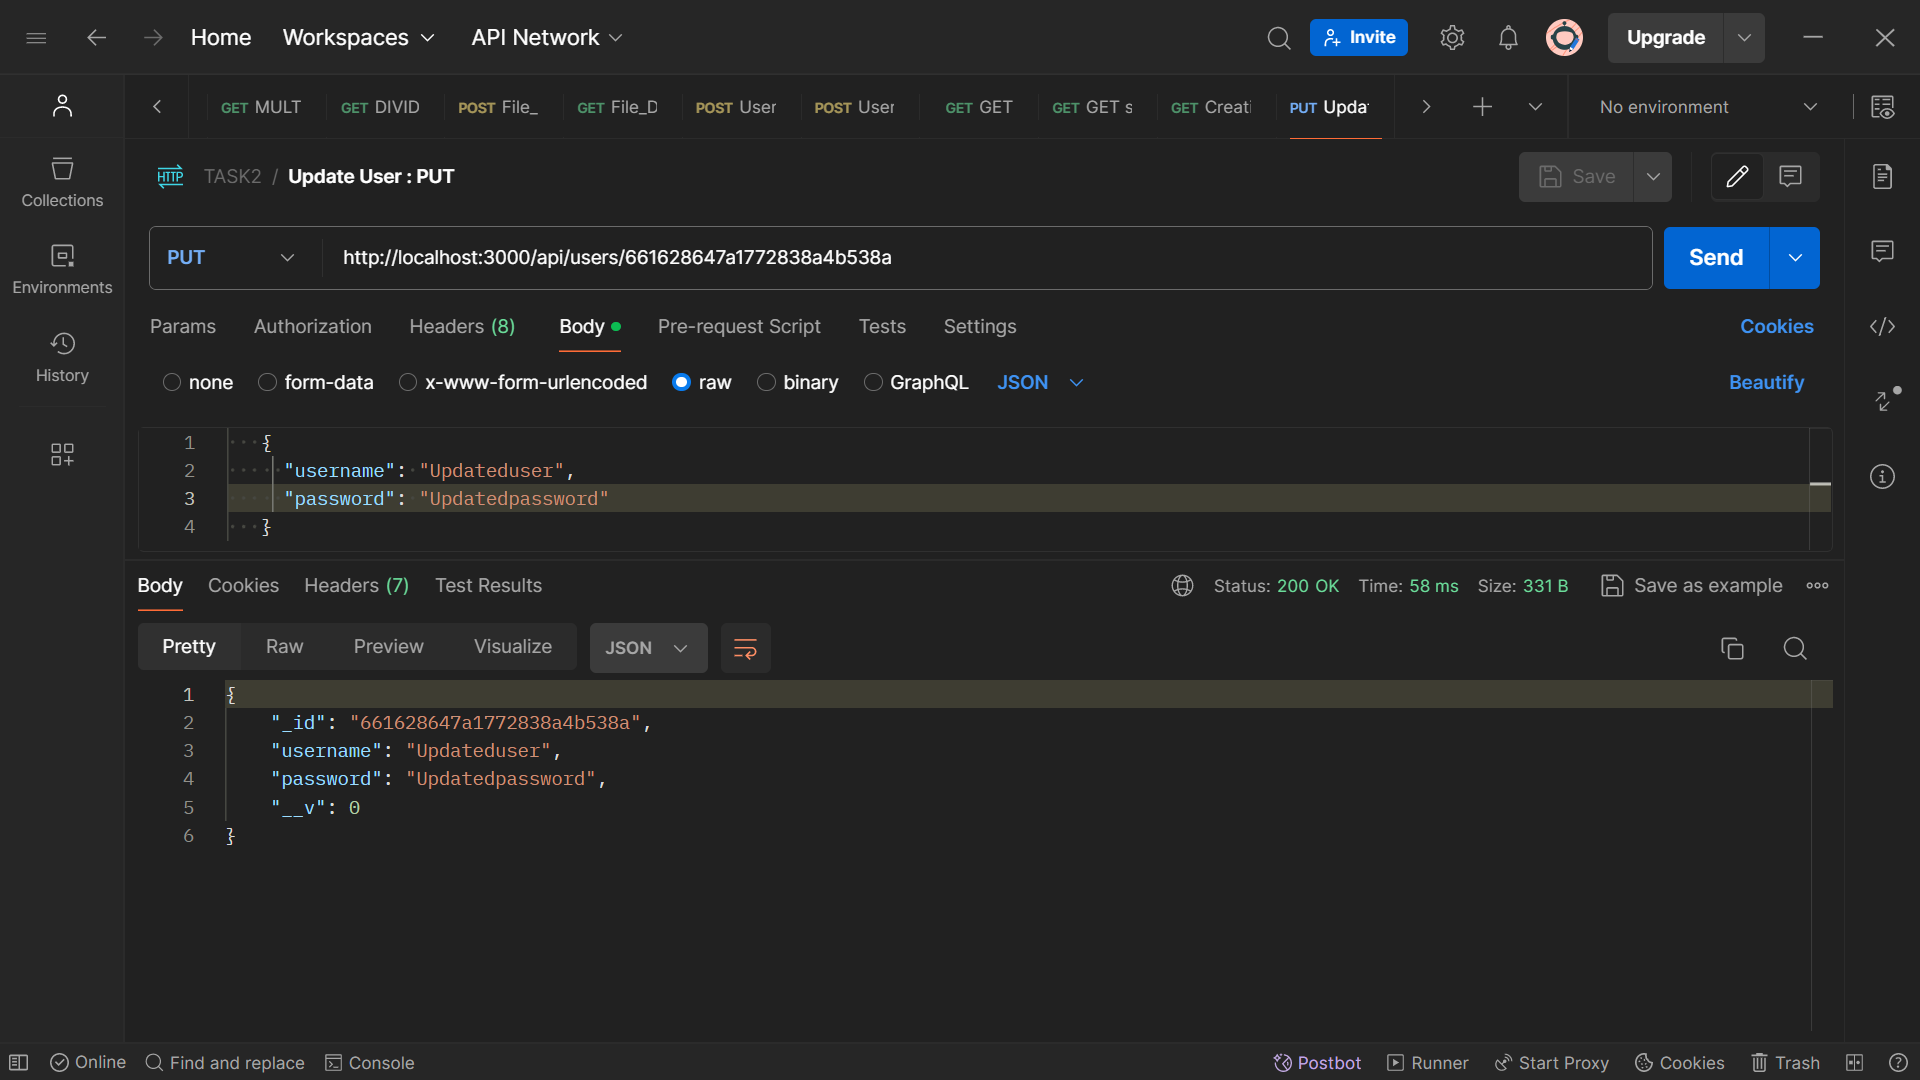 Home Workspaces API Network Invite Upgrade
GET MULT GET DIVID POST File_ GET File_D POST User POST User GET GET GET GET s GET Creati PUT Upda No environment
HTTP TASK2 / Update User : PUT Save
Collections
Environments
History
PUT http://localhost:3000/api/users/661628647a1772838a4b538a Send
Params Authorization Headers (8) Body Pre-request Script Tests Settings Cookies
none form-data x-www-form-urlencoded raw binary GraphQL JSON Beautify
1 {
2 "username": "Updateduser",
3 "password": "Updatedpassword"
4 }
Body Cookies Headers (7) Test Results Status: 200 OK Time: 58 ms Size: 331 B Save as example
Pretty Raw Preview Visualize JSON
1 {
2 "_id": "661628647a1772838a4b538a",
3 "username": "Updateduser",
4 "password": "Updatedpassword",
5 "__v": 0
6 }
Online Find and replace Console Postbot Runner Start Proxy Cookies Trash